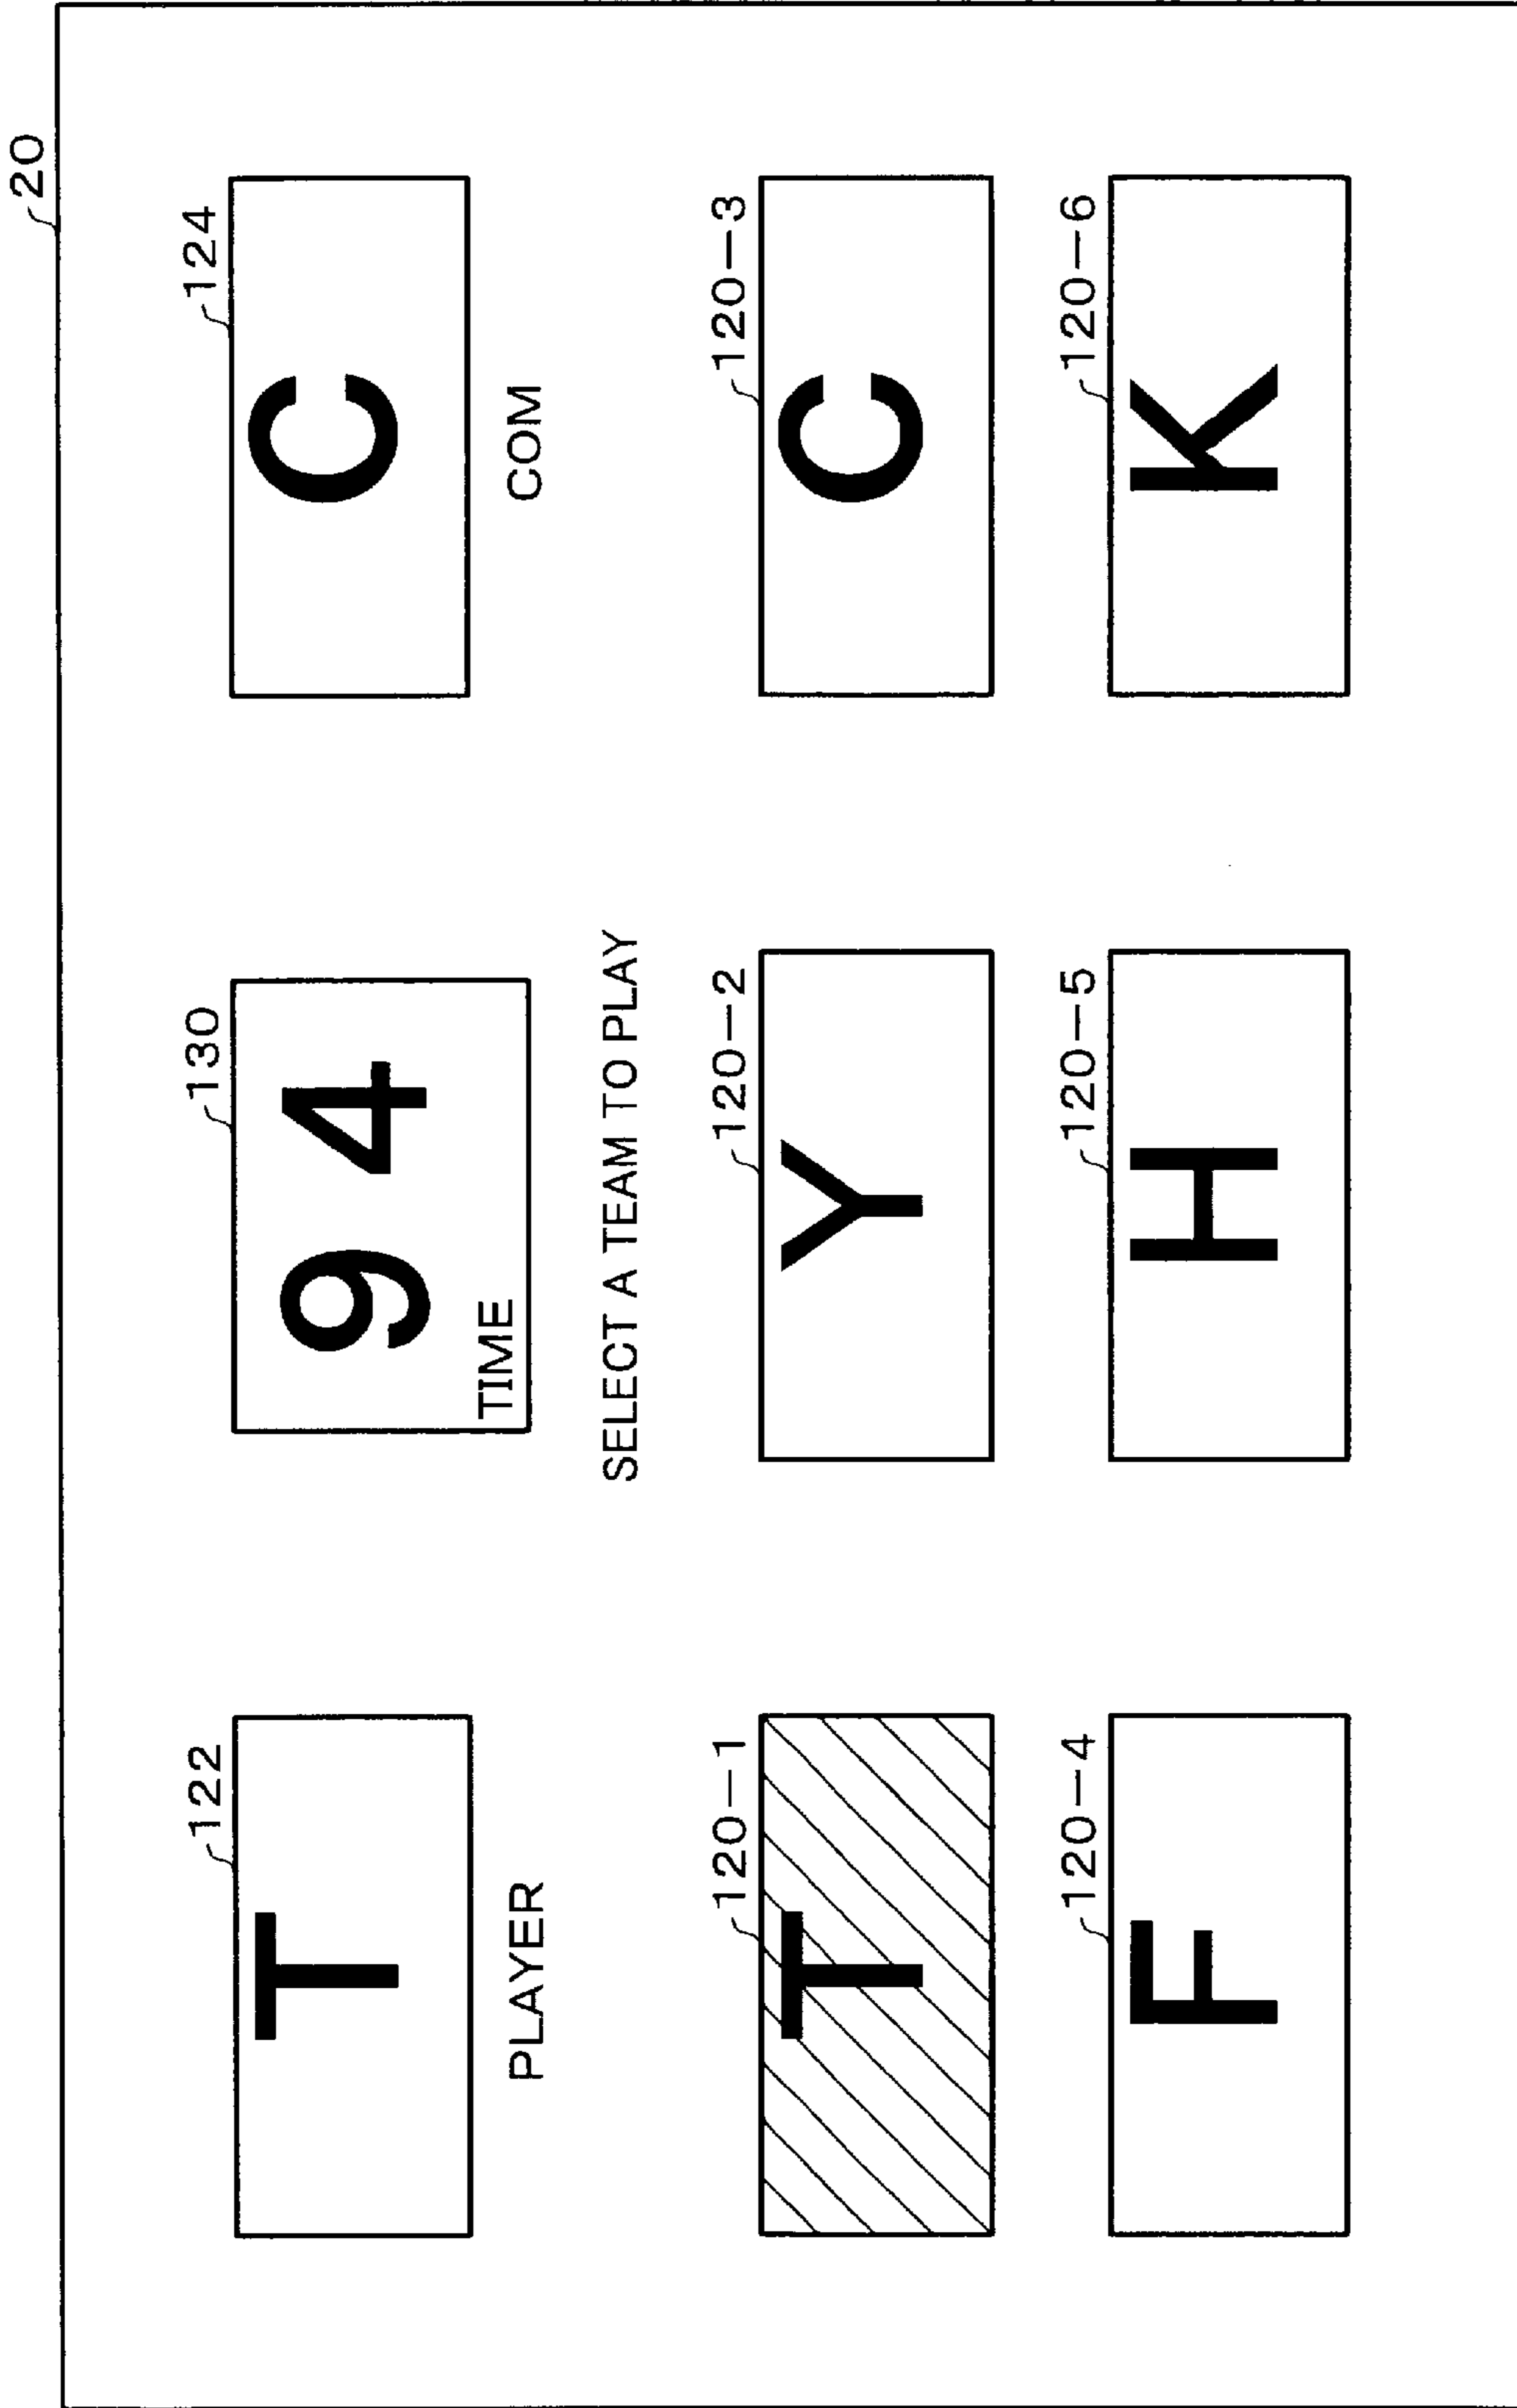 20
122 130 124
T 9 4 C
TIME
PLAYER COM
SELECT A TEAM TO PLAY
120-1 120-2 120-3
T Y C
120-4 120-5 120-6
F H K